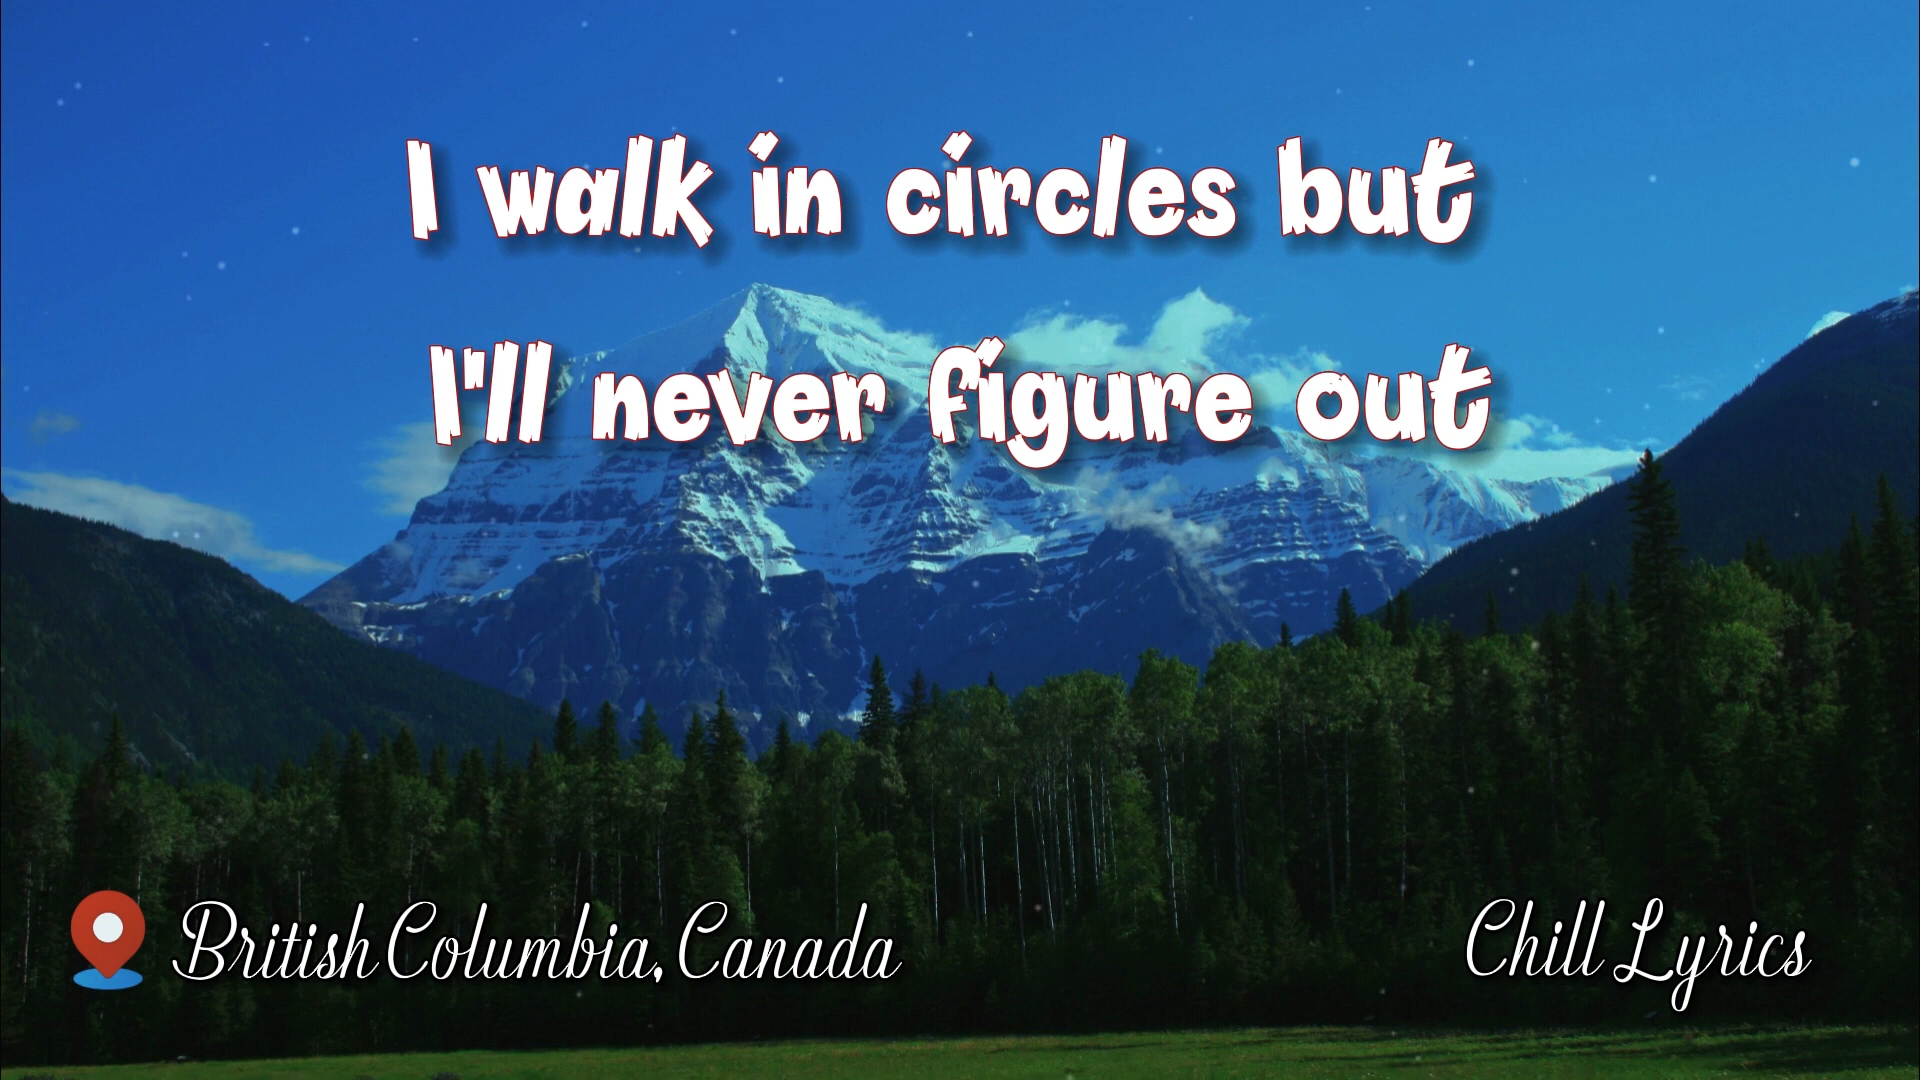 I walk in circles but
I'll never figure out
British Columbia, Canada
Chill Lyrics